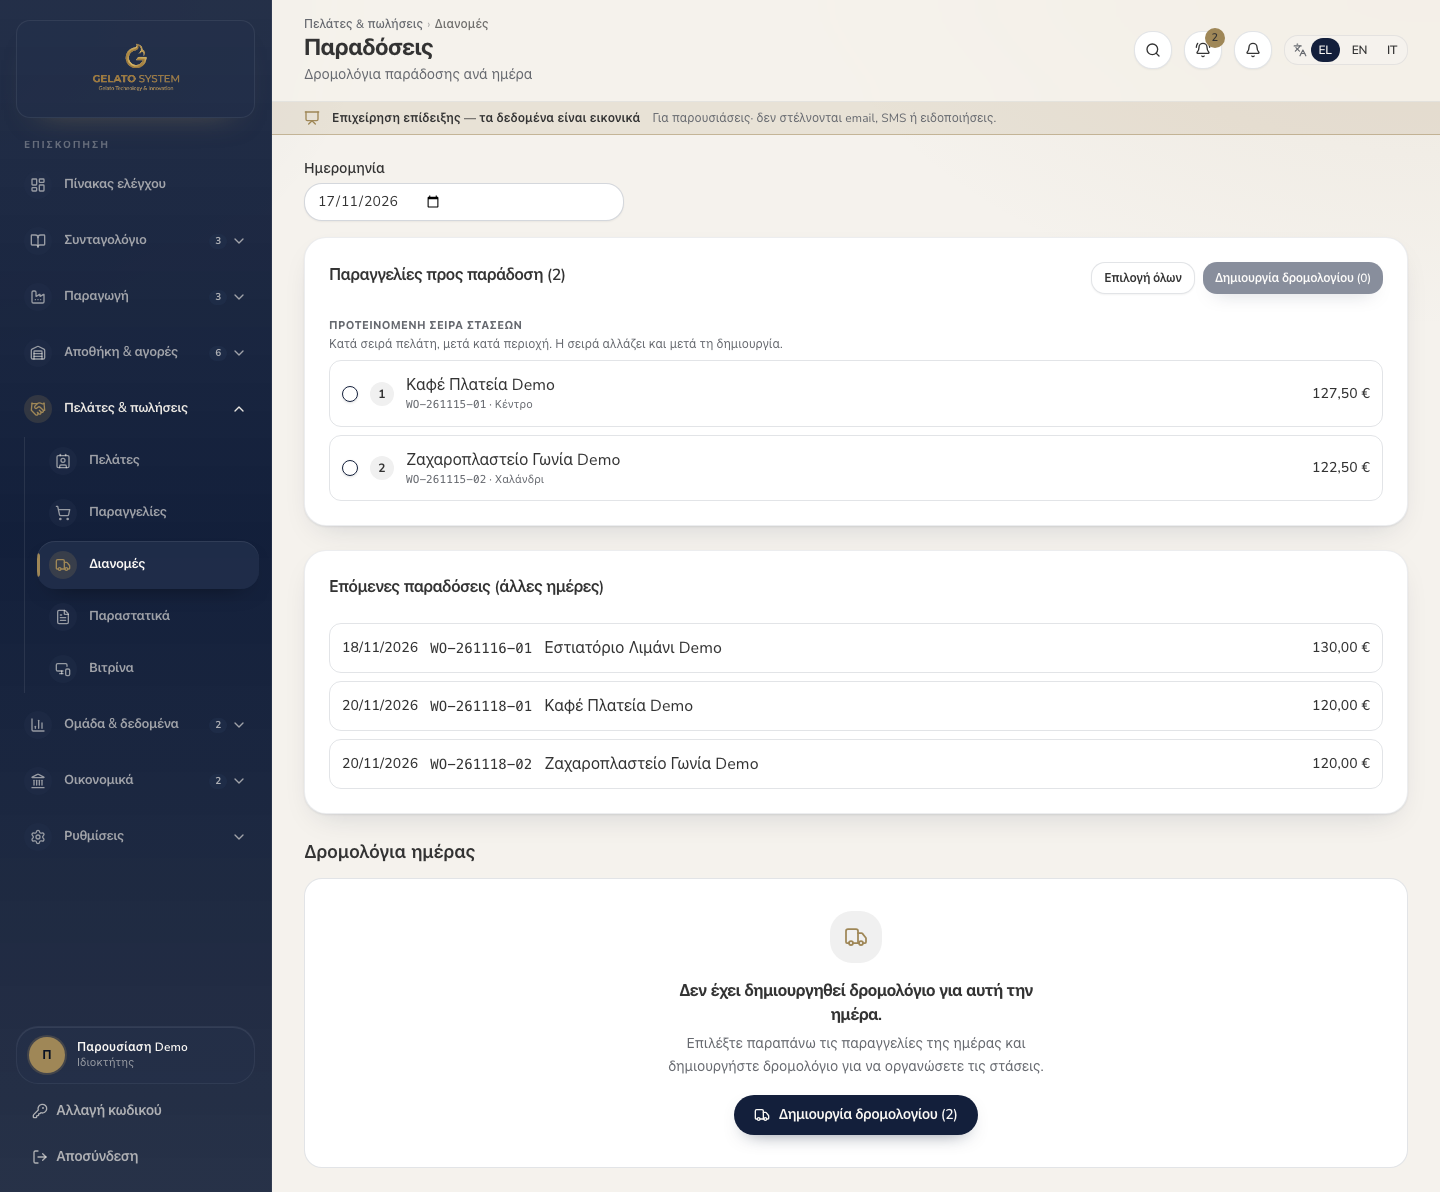 GELATO SYSTEM
Gelato Technology & Innovation
ΕΠΙΣΚΟΠΗΣΗ
Πίνακας ελέγχου
Συνταγολόγιο 3
Παραγωγή 3
Αποθήκη & αγορές 6
Πελάτες & πωλήσεις
Πελάτες
Παραγγελίες
Διανομές
Παραστατικά
Βιτρίνα
Ομάδα & δεδομένα 2
Οικονομικά 2
Ρυθμίσεις
Π
Παρουσίαση Demo
Ιδιοκτήτης
Αλλαγή κωδικού
Αποσύνδεση
Πελάτες & πωλήσεις › Διανομές
Παραδόσεις
Δρομολόγια παράδοσης ανά ημέρα
2
EL EN IT
Επιχείρηση επίδειξης — τα δεδομένα είναι εικονικά Για παρουσιάσεις· δεν στέλνονται email, SMS ή ειδοποιήσεις.
Ημερομηνία
17/11/2026
Παραγγελίες προς παράδοση (2)
Επιλογή όλων
Δημιουργία δρομολογίου (0)
ΠΡΟΤΕΙΝΟΜΕΝΗ ΣΕΙΡΑ ΣΤΑΣΕΩΝ
Κατά σειρά πελάτη, μετά κατά περιοχή. Η σειρά αλλάζει και μετά τη δημιουργία.
1 Καφέ Πλατεία Demo 127,50 €
WO-261115-01 · Κέντρο
2 Ζαχαροπλαστείο Γωνία Demo 122,50 €
WO-261115-02 · Χαλάνδρι
Επόμενες παραδόσεις (άλλες ημέρες)
18/11/2026 WO-261116-01 Εστιατόριο Λιμάνι Demo 130,00 €
20/11/2026 WO-261118-01 Καφέ Πλατεία Demo 120,00 €
20/11/2026 WO-261118-02 Ζαχαροπλαστείο Γωνία Demo 120,00 €
Δρομολόγια ημέρας
Δεν έχει δημιουργηθεί δρομολόγιο για αυτή την
ημέρα.
Επιλέξτε παραπάνω τις παραγγελίες της ημέρας και
δημιουργήστε δρομολόγιο για να οργανώσετε τις στάσεις.
Δημιουργία δρομολογίου (2)